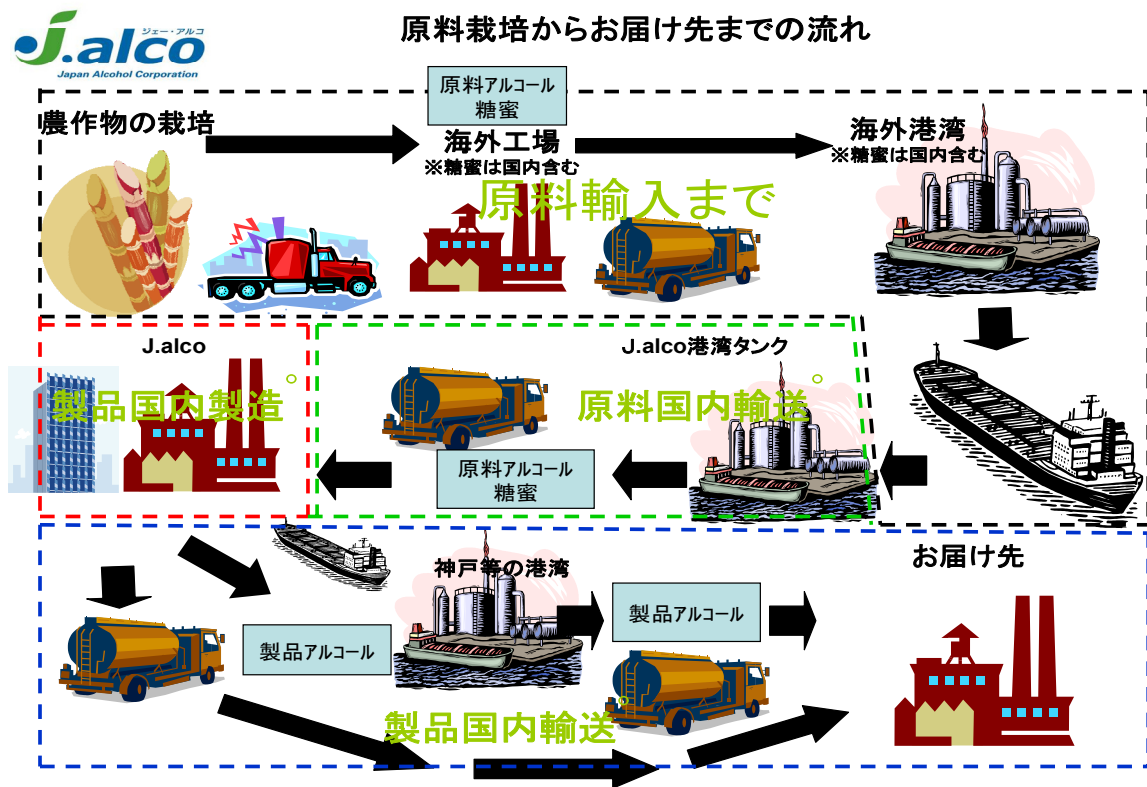 ジェー・アルコ
J.alco
Japan Alcohol Corporation
原料栽培からお届け先までの流れ
原料アルコール
糖蜜
農作物の栽培
海外工場
※糖蜜は国内含む
海外港湾
※糖蜜は国内含む
原料輸入まで
J.alco
製品国内製造。
J.alco港湾タンク
原料国内輸送。
原料アルコール
糖蜜
神戸等の港湾
お届け先
製品アルコール
製品アルコール
製品国内輸送。